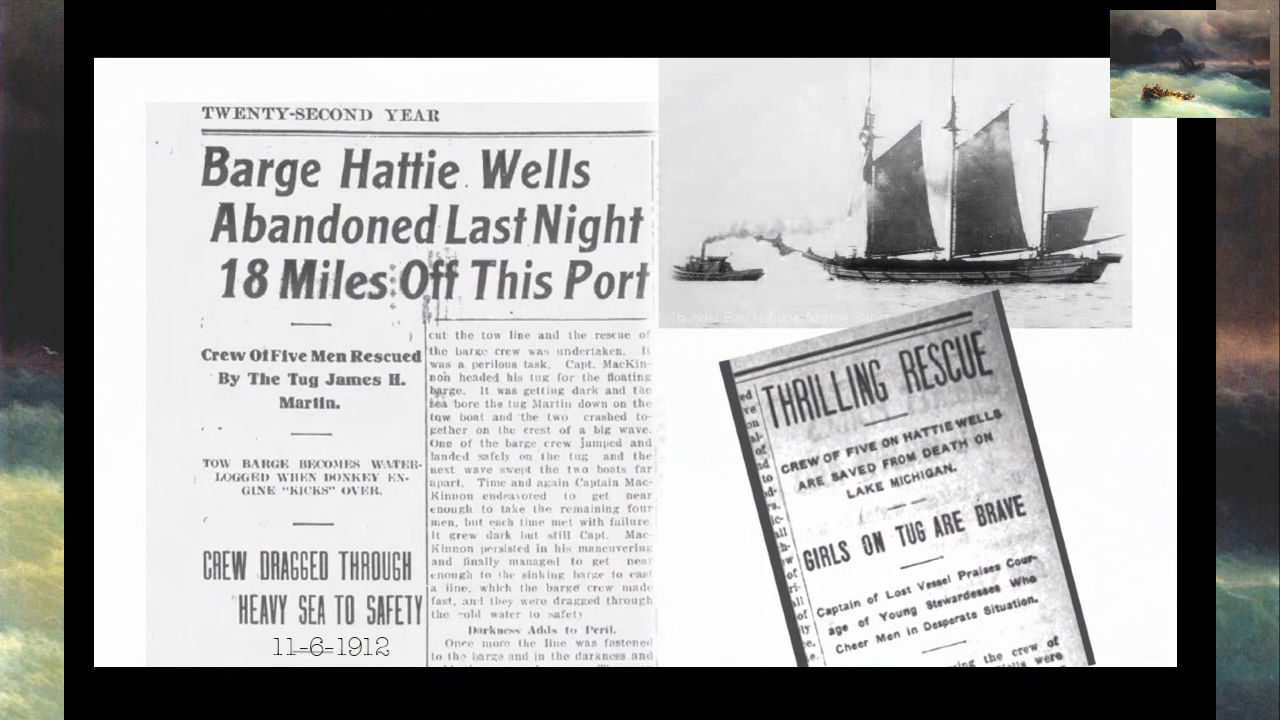 TWENTY-SECOND YEAR
Barge Hattie Wells
Abandoned Last Night
18 Miles Off This Port
Crew Of Five Men Rescued
By The Tug James H.
Martin.
TOW BARGE BECOMES WATER-
LOGGED WHEN DONKEY EN-
GINE "KICKS" OVER.
CREW DRAGGED THROUGH
HEAVY SEA TO SAFETY
11-6-1912
cut the tow line and the rescue of
the barge crew was undertaken. It
was a perilous task. Capt. MacKin-
non headed his tug for the floating
barge. It was getting dark and the
sea bore the tug Martin down on the
tow boat and the two crashed to-
gether on the crest of a big wave.
One of the barge crew jumped and
landed safely on the tug and the
next wave swept the two boats far
apart. Time and again Captain Mac-
Kinnon endeavored to get near
enough to take the remaining four
men, but each time met with failure.
It grew dark but still Capt. Mac-
Kinnon persisted in his maneuvering
and finally managed to get near
enough to the sinking barge to cast
a line, which the barge crew made
fast, and they were dragged through
the cold water to safety.
Darkness Adds to Peril.
Once more the line was fastened
to the barge and in the darkness and
Thunder Bay National Marine Sanct
THRILLING RESCUE
CREW OF FIVE ON HATTIE WELLS
ARE SAVED FROM DEATH ON
LAKE MICHIGAN.
GIRLS ON TUG ARE BRAVE
Captain of Lost Vessel Praises Cour-
age of Young Stewardesses Who
Cheer Men in Desperate Situation.
the crew of
were